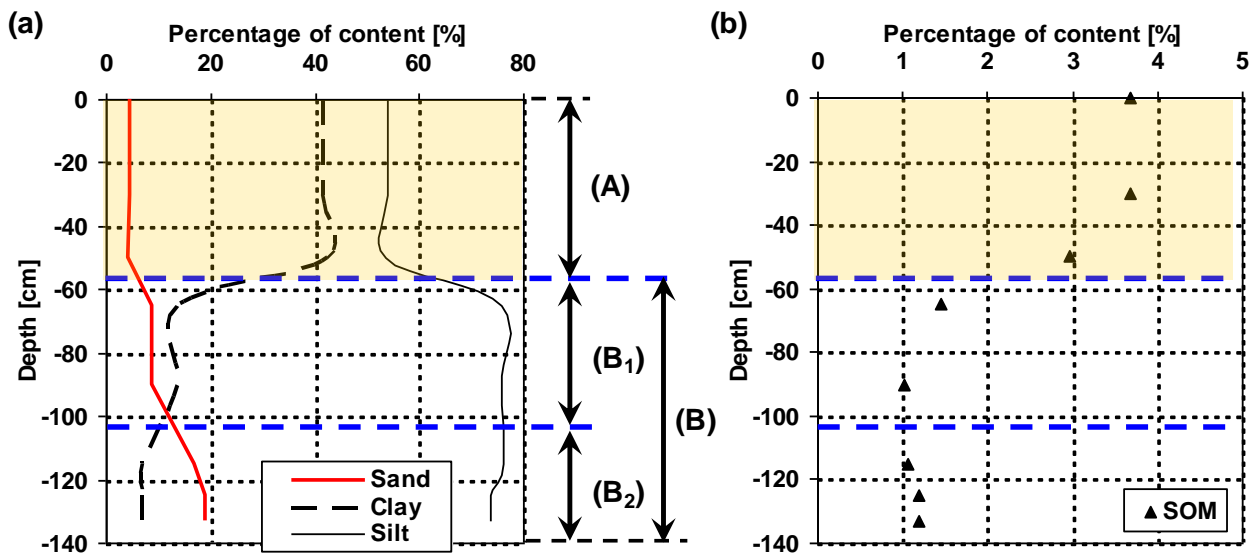 (a)
Percentage of content [%]
0 20 40 60 80
Depth [cm]
0
-20
-40
-60
-80
-100
-120
-140
Sand
Clay
Silt
(A)
(B₁)
(B₂)
(B)
(b)
Percentage of content [%]
0 1 2 3 4 5
Depth [cm]
0
-20
-40
-60
-80
-100
-120
-140
SOM